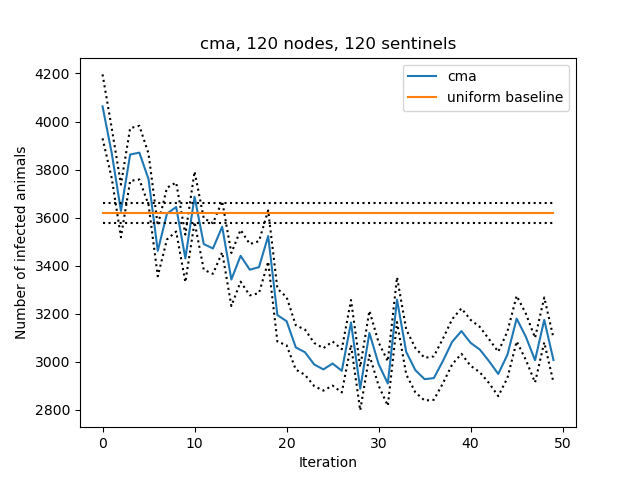 cma, 120 nodes, 120 sentinels
cma
uniform baseline
4200
4000
3800
3600
3400
3200
3000
2800
Number of infected animals
0 10 20 30 40 50
Iteration